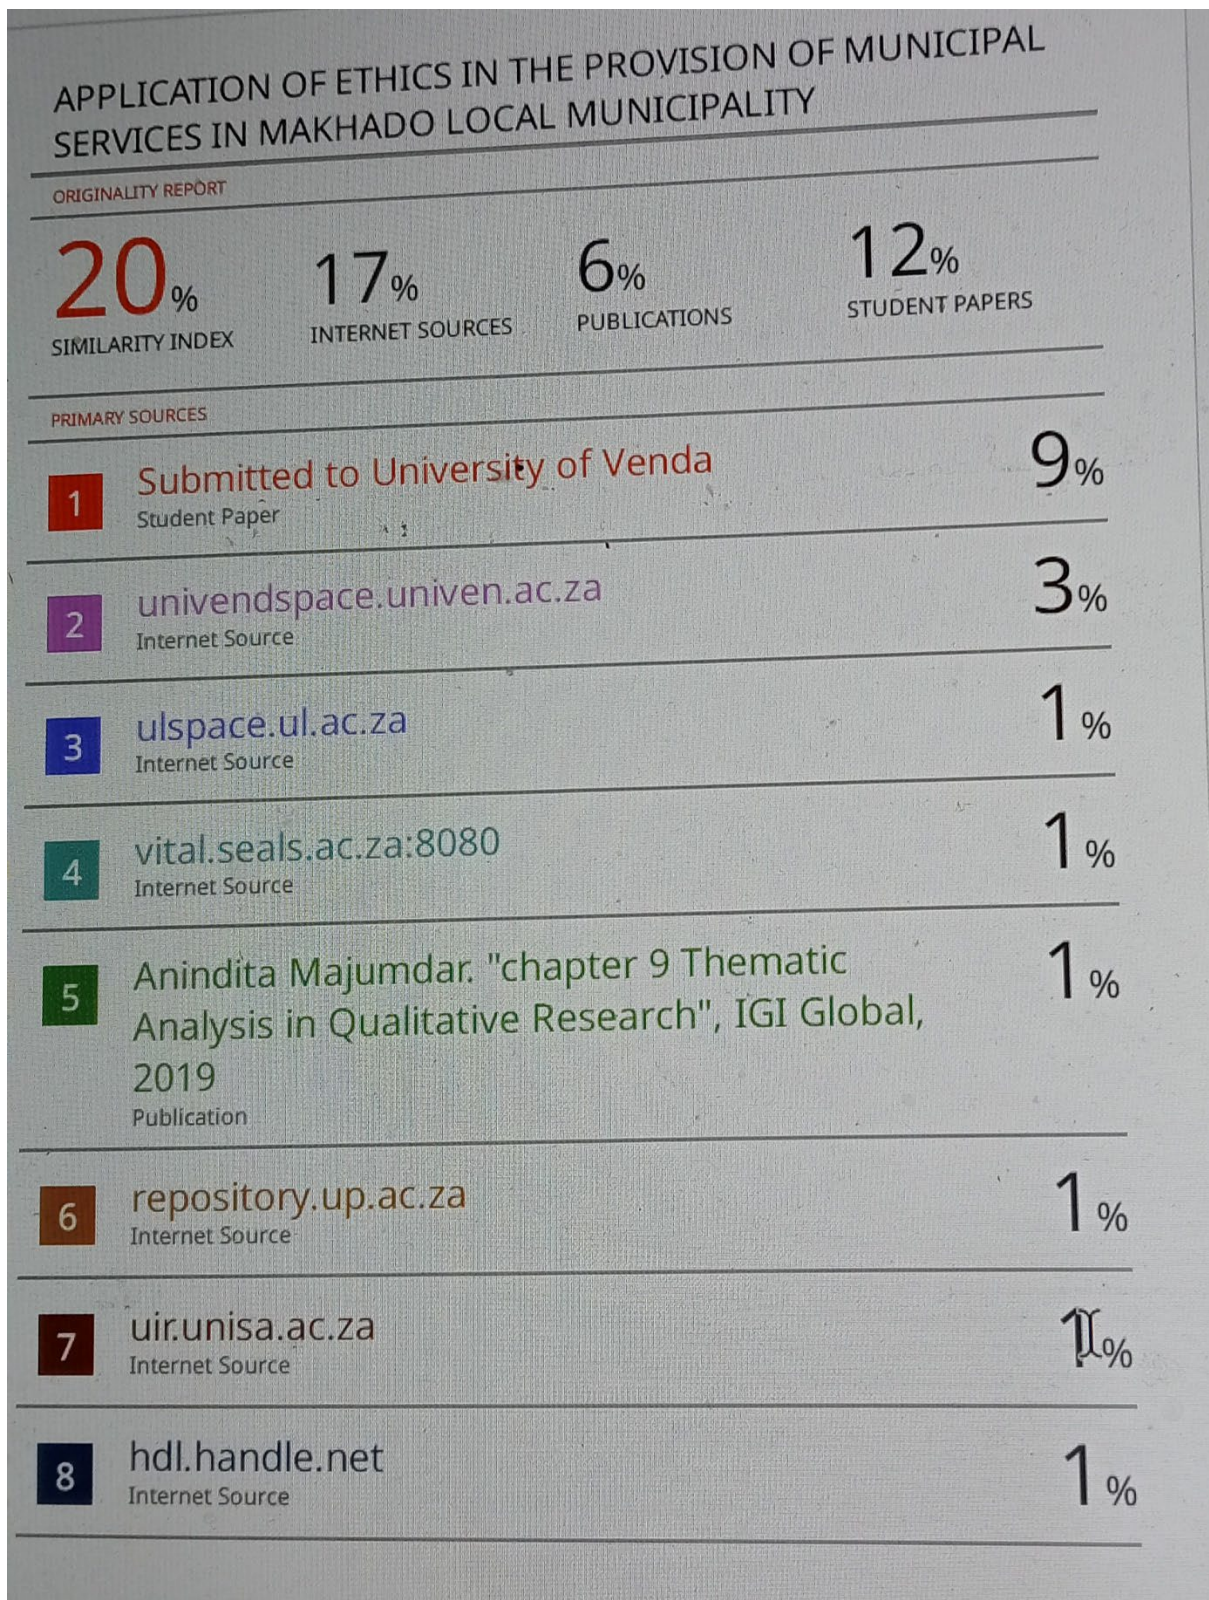 APPLICATION OF ETHICS IN THE PROVISION OF MUNICIPAL
SERVICES IN MAKHADO LOCAL MUNICIPALITY
ORIGINALITY REPORT
20%
SIMILARITY INDEX
17%
INTERNET SOURCES
6%
PUBLICATIONS
12%
STUDENT PAPERS
PRIMARY SOURCES
1
Submitted to University of Venda
Student Paper
9%
2
univendspace.univen.ac.za
Internet Source
3%
3
ulspace.ul.ac.za
Internet Source
1%
4
vital.seals.ac.za:8080
Internet Source
1%
5
Anindita Majumdar. "chapter 9 Thematic
Analysis in Qualitative Research", IGI Global,
2019
Publication
1%
6
repository.up.ac.za
Internet Source
1%
7
uir.unisa.ac.za
Internet Source
1%
8
hdl.handle.net
Internet Source
1%